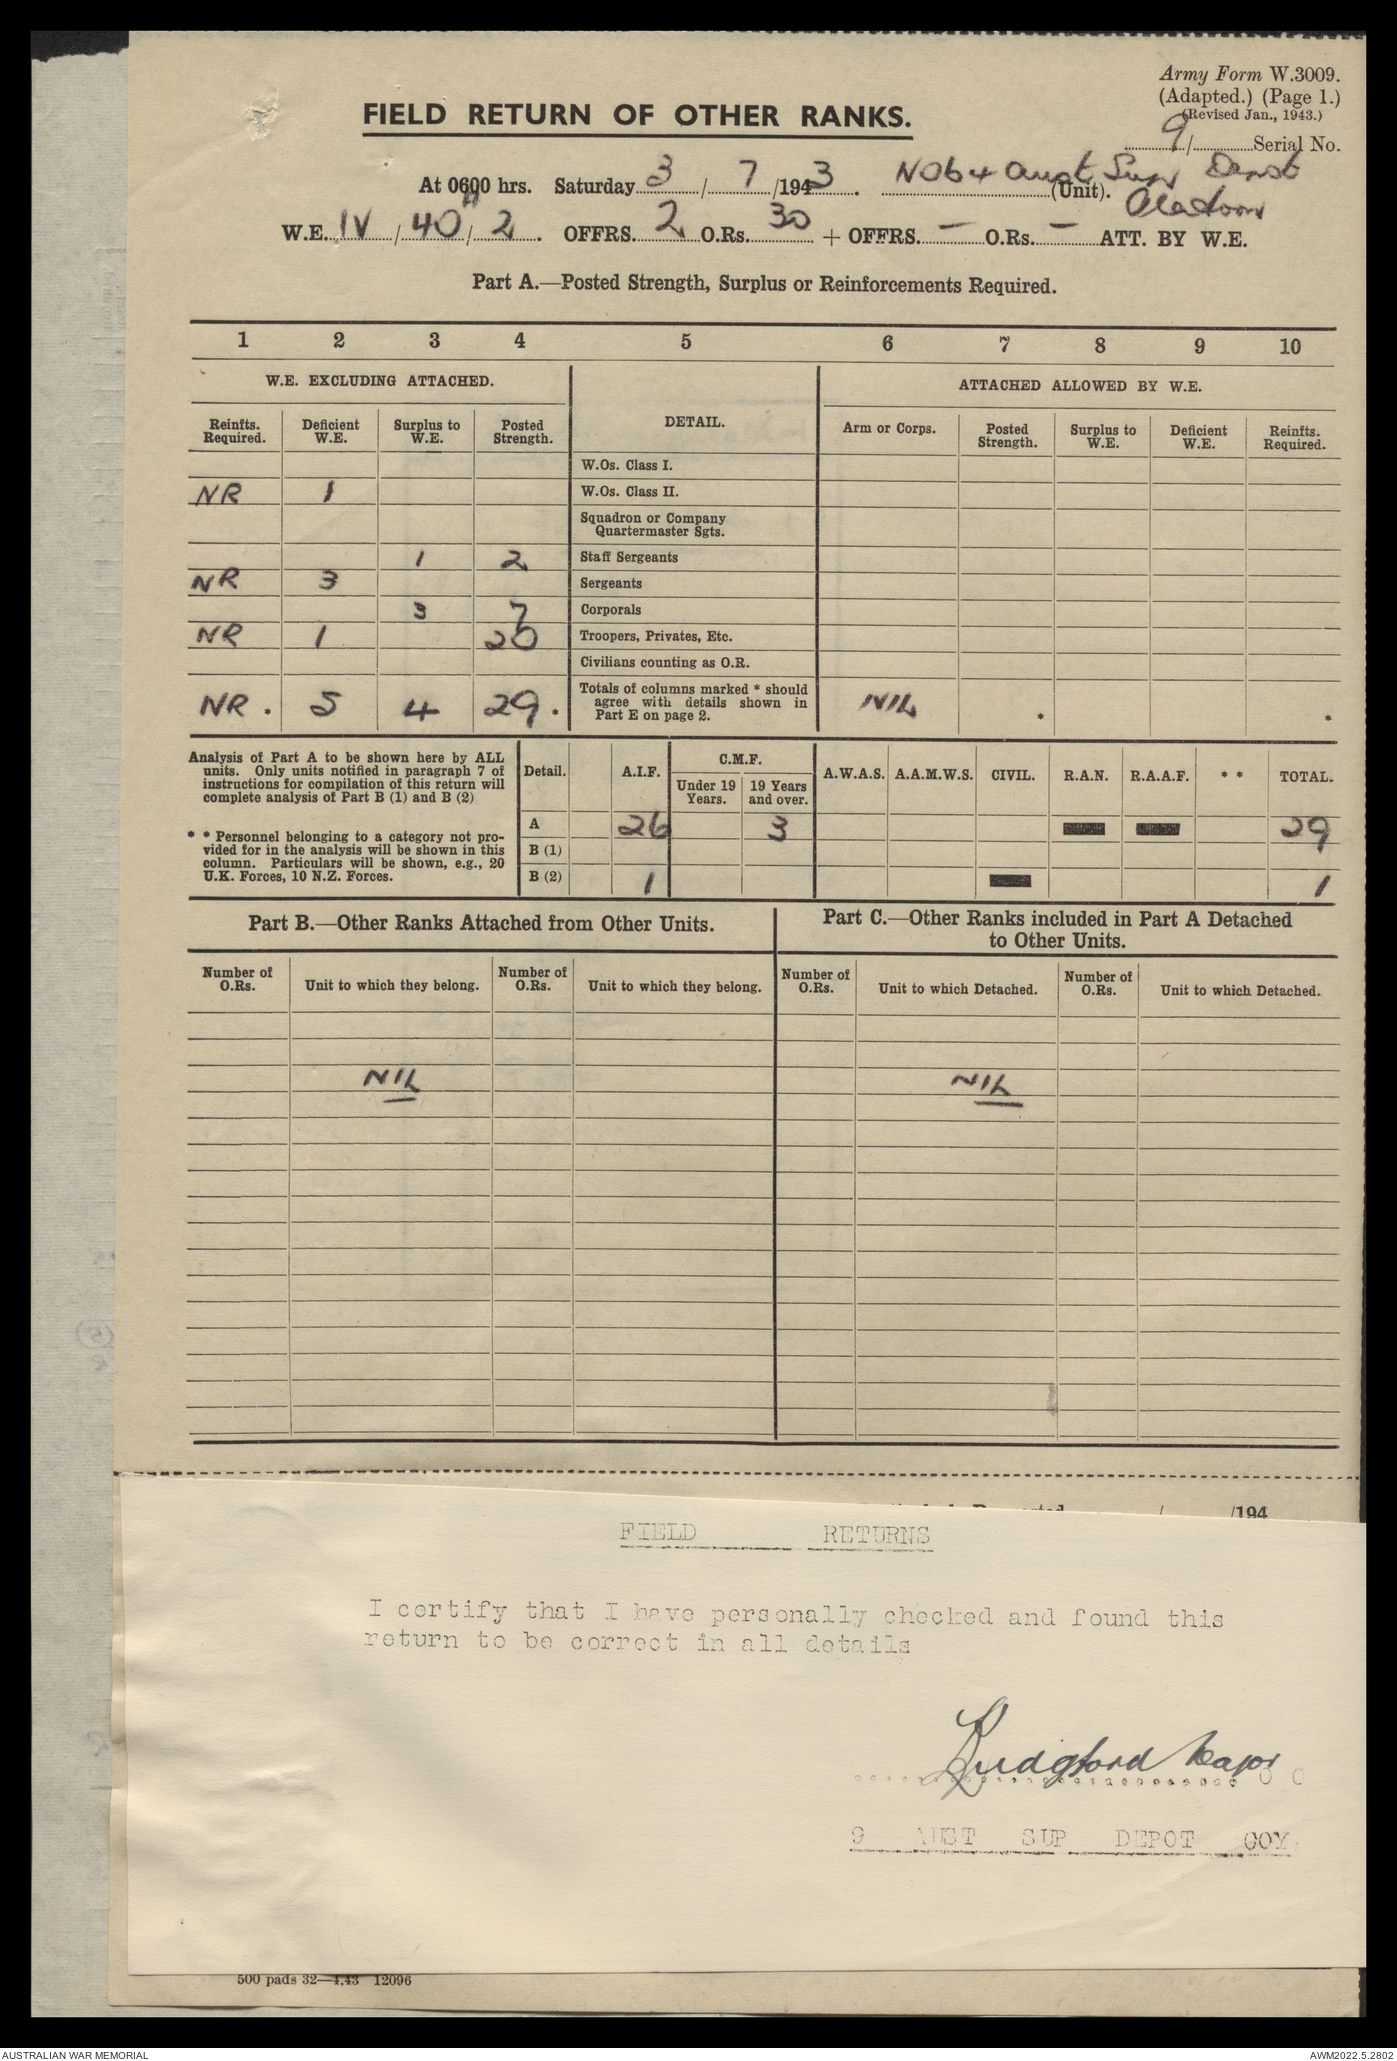 Army Form W.3009.
(Adapted.) (Page 1.)
(Revised Jan., 1943.)
FIELD RETURN OF OTHER RANKS.
9/ Serial No.
At 0600 hrs. Saturday 3 / 7 /1943. No 64 Aust Sup Depot (Unit).
Platoon
W.E. IV / 40A / 2 . OFFRS. 2 O.Rs. 30 + OFFRS. — O.Rs. — ATT. BY W.E.
Part A.—Posted Strength, Surplus or Reinforcements Required.
1 2 3 4 5 6 7 8 9 10
W.E. EXCLUDING ATTACHED. DETAIL. ATTACHED ALLOWED BY W.E.
Reinfts. Required. Deficient W.E. Surplus to W.E. Posted Strength. Arm or Corps. Posted Strength. Surplus to W.E. Deficient W.E. Reinfts. Required.
W.Os. Class I.
NR 1 W.Os. Class II.
Squadron or Company
Quartermaster Sgts.
1 2 Staff Sergeants
NR 3 Sergeants
3 7 Corporals
NR 1 20 Troopers, Privates, Etc.
Civilians counting as O.R.
NR . 5 4 29 . Totals of columns marked * should NIL * *
agree with details shown in
Part E on page 2.
Analysis of Part A to be shown here by ALL
units. Only units notified in paragraph 7 of
instructions for compilation of this return will
complete analysis of Part B (1) and B (2)
* * Personnel belonging to a category not pro-
vided for in the analysis will be shown in this
column. Particulars will be shown, e.g., 20
U.K. Forces, 10 N.Z. Forces.
Detail. A.I.F. C.M.F. A.W.A.S. A.A.M.W.S. CIVIL. R.A.N. R.A.A.F. * * TOTAL.
Under 19 Years. 19 Years and over.
A 26 3 29
B (1)
B (2) 1 1
Part B.—Other Ranks Attached from Other Units.
Part C.—Other Ranks included in Part A Detached
to Other Units.
Number of O.Rs. Unit to which they belong. Number of O.Rs. Unit to which they belong. Number of O.Rs. Unit to which Detached. Number of O.Rs. Unit to which Detached.
NIL NIL
/ /194
FIELD RETURNS
I certify that I have personally checked and found this
return to be correct in all details
Ludgford Major
O C
9 AUST SUP DEPOT COY
500 pads 32—4.43 12096
AUSTRALIAN WAR MEMORIAL AWM2022.5.2802